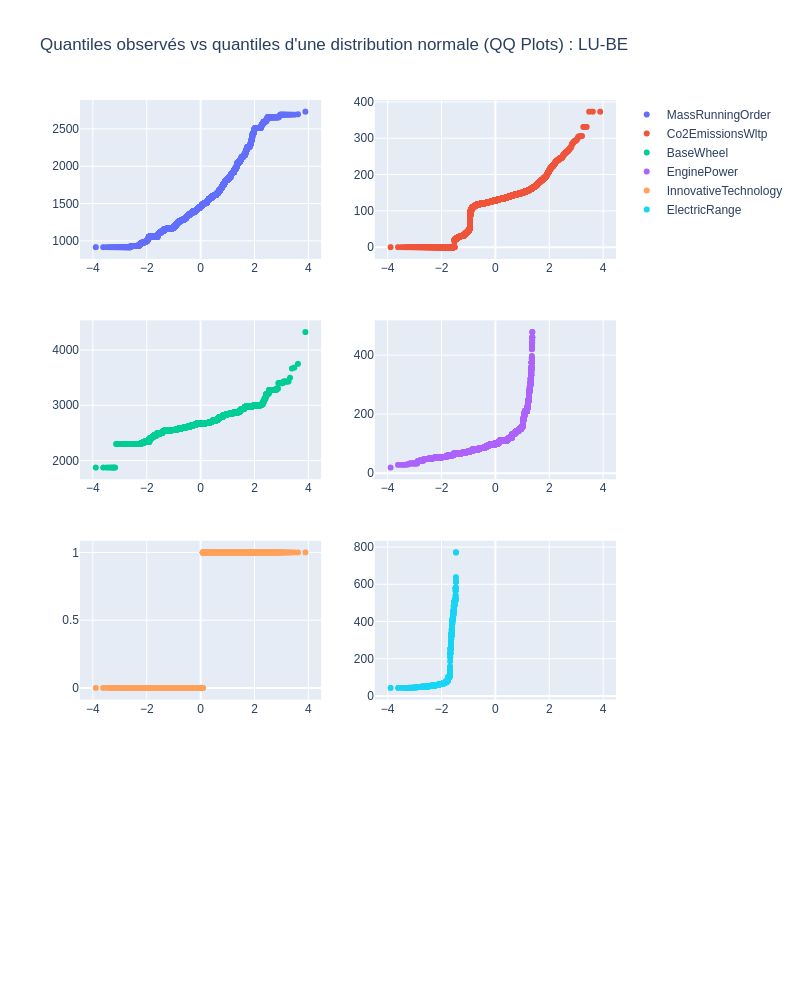 Quantiles observés vs quantiles d'une distribution normale (QQ Plots) : LU-BE
MassRunningOrder
Co2EmissionsWltp
BaseWheel
EnginePower
InnovativeTechnology
ElectricRange
2500
2000
1500
1000
−4 −2 0 2 4
400
300
200
100
0
−4 −2 0 2 4
4000
3000
2000
−4 −2 0 2 4
400
200
0
−4 −2 0 2 4
1
0.5
0
−4 −2 0 2 4
800
600
400
200
0
−4 −2 0 2 4